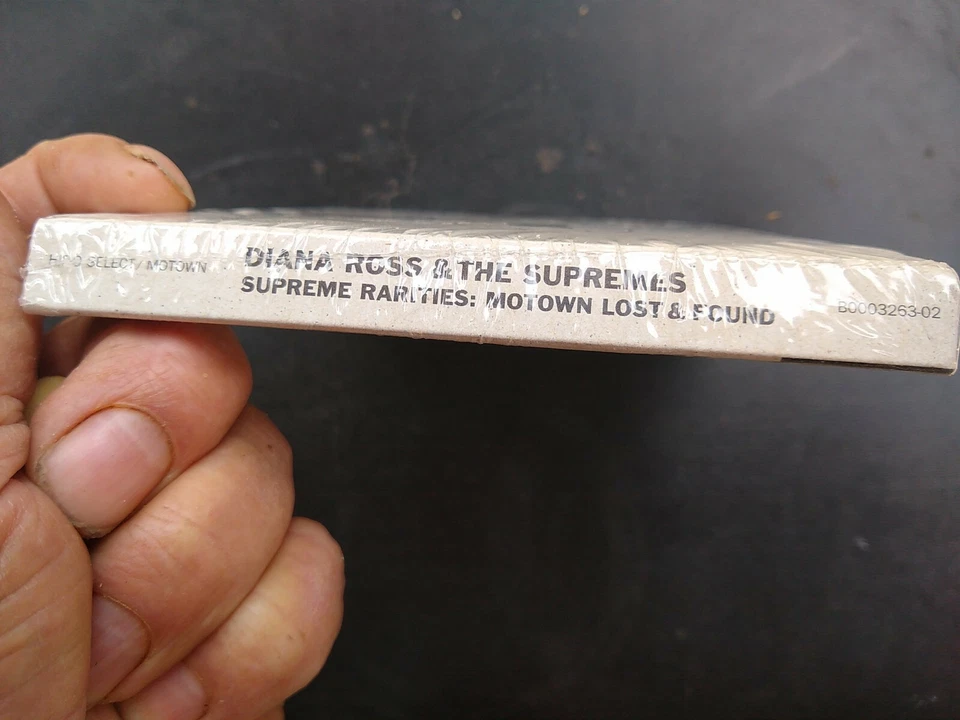 HIP-O SELECT / MOTOWN
DIANA ROSS & THE SUPREMES
SUPREME RARITIES: MOTOWN LOST & FOUND
B0003263-02